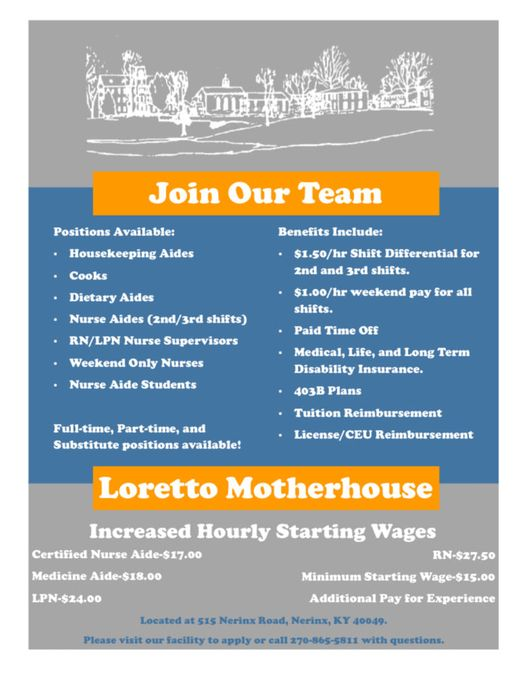 Join Our Team
Positions Available:
• Housekeeping Aides
• Cooks
• Dietary Aides
• Nurse Aides (2nd/3rd shifts)
• RN/LPN Nurse Supervisors
• Weekend Only Nurses
• Nurse Aide Students
Full-time, Part-time, and
Substitute positions available!
Benefits Include:
• $1.50/hr Shift Differential for
2nd and 3rd shifts.
• $1.00/hr weekend pay for all
shifts.
• Paid Time Off
• Medical, Life, and Long Term
Disability Insurance.
• 403B Plans
• Tuition Reimbursement
• License/CEU Reimbursement
Loretto Motherhouse
Increased Hourly Starting Wages
Certified Nurse Aide-$17.00
Medicine Aide-$18.00
LPN-$24.00
RN-$27.50
Minimum Starting Wage-$15.00
Additional Pay for Experience
Located at 515 Nerinx Road, Nerinx, KY 40049.
Please visit our facility to apply or call 270-865-5811 with questions.